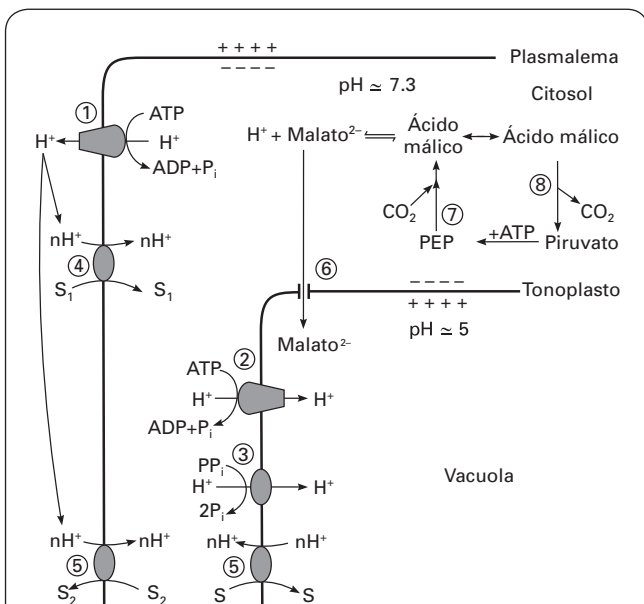 + + + +
– – – –
Plasmalema
pH ≃ 7.3
Citosol
①
ATP
H⁺
H⁺
ADP+Pᵢ
H⁺ + Malato²⁻
Ácido málico
Ácido málico
CO₂
⑦
PEP
⑧
CO₂
+ATP
Piruvato
nH⁺
nH⁺
④
S₁
S₁
⑥
– – – –
+ + + +
Tonoplasto
pH ≃ 5
Malato²⁻
②
ATP
H⁺
H⁺
ADP+Pᵢ
③
PPᵢ
H⁺
H⁺
2Pᵢ
Vacuola
nH⁺
nH⁺
⑤
S₂
S₂
nH⁺
nH⁺
⑤
S
S